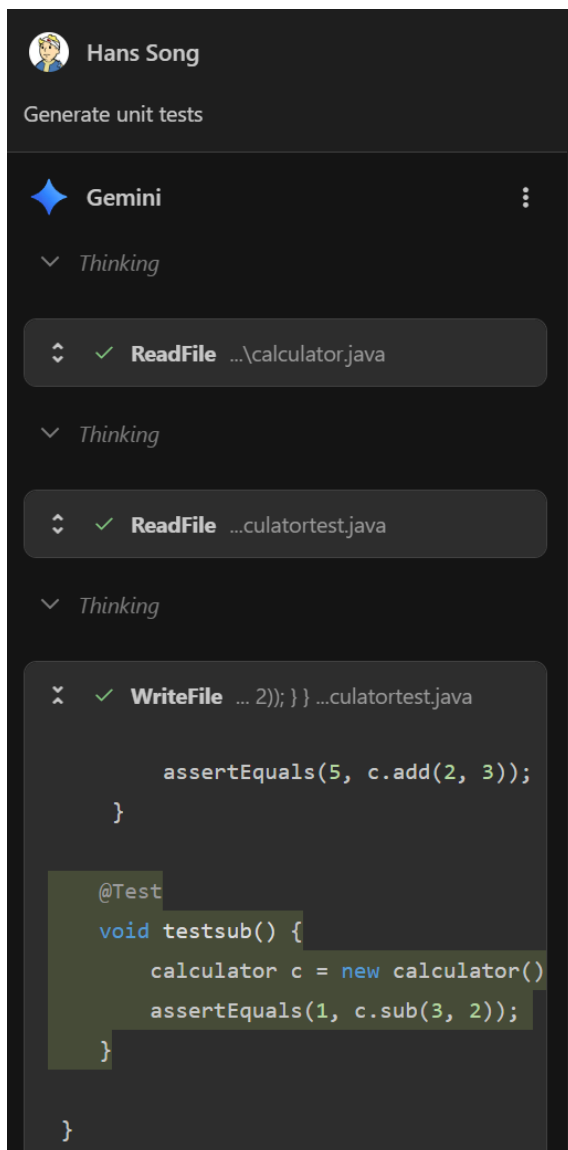 Hans Song
Generate unit tests
Gemini
Thinking
ReadFile ...\calculator.java
Thinking
ReadFile ...culatortest.java
Thinking
WriteFile ... 2)); } } ...culatortest.java
assertEquals(5, c.add(2, 3));
}
@Test
void testsub() {
calculator c = new calculator()
assertEquals(1, c.sub(3, 2));
}
}